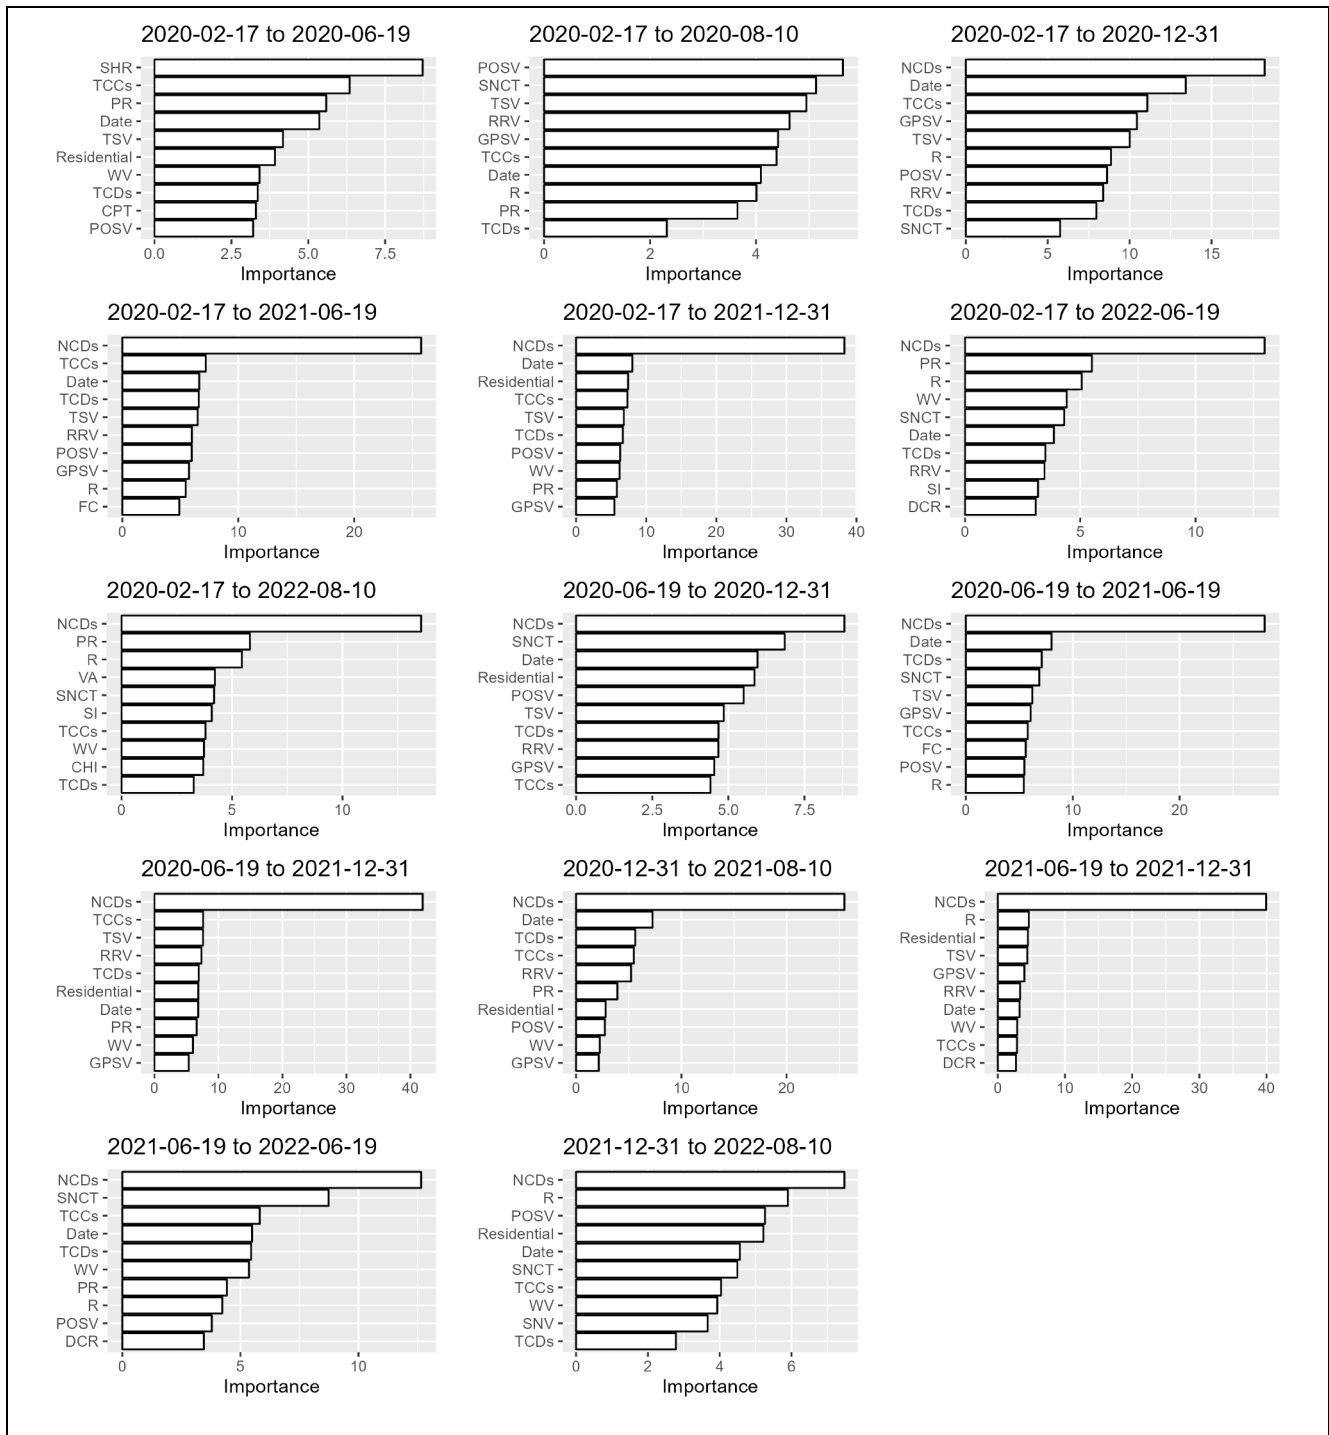 2020-02-17 to 2020-06-19
SHR
TCCs
PR
Date
TSV
Residential
WV
TCDs
CPT
POSV
0.0 2.5 5.0 7.5
Importance
2020-02-17 to 2020-08-10
POSV
SNCT
TSV
RRV
GPSV
TCCs
Date
R
PR
TCDs
0 2 4
Importance
2020-02-17 to 2020-12-31
NCDs
Date
TCCs
GPSV
TSV
R
POSV
RRV
TCDs
SNCT
0 5 10 15
Importance
2020-02-17 to 2021-06-19
NCDs
TCCs
Date
TCDs
TSV
RRV
POSV
GPSV
R
FC
0 10 20
Importance
2020-02-17 to 2021-12-31
NCDs
Date
Residential
TCCs
TSV
TCDs
POSV
WV
PR
GPSV
0 10 20 30 40
Importance
2020-02-17 to 2022-06-19
NCDs
PR
R
WV
SNCT
Date
TCDs
RRV
SI
DCR
0 5 10
Importance
2020-02-17 to 2022-08-10
NCDs
PR
R
VA
SNCT
SI
TCCs
WV
CHI
TCDs
0 5 10
Importance
2020-06-19 to 2020-12-31
NCDs
SNCT
Date
Residential
POSV
TSV
TCDs
RRV
GPSV
TCCs
0.0 2.5 5.0 7.5
Importance
2020-06-19 to 2021-06-19
NCDs
Date
TCDs
SNCT
TSV
GPSV
TCCs
FC
POSV
R
0 10 20
Importance
2020-06-19 to 2021-12-31
NCDs
TCCs
TSV
RRV
TCDs
Residential
Date
PR
WV
GPSV
0 10 20 30 40
Importance
2020-12-31 to 2021-08-10
NCDs
Date
TCDs
TCCs
RRV
PR
Residential
POSV
WV
GPSV
0 10 20
Importance
2021-06-19 to 2021-12-31
NCDs
R
Residential
TSV
GPSV
RRV
Date
WV
TCCs
DCR
0 10 20 30 40
Importance
2021-06-19 to 2022-06-19
NCDs
SNCT
TCCs
Date
TCDs
WV
PR
R
POSV
DCR
0 5 10
Importance
2021-12-31 to 2022-08-10
NCDs
R
POSV
Residential
Date
SNCT
TCCs
WV
SNV
TCDs
0 2 4 6
Importance